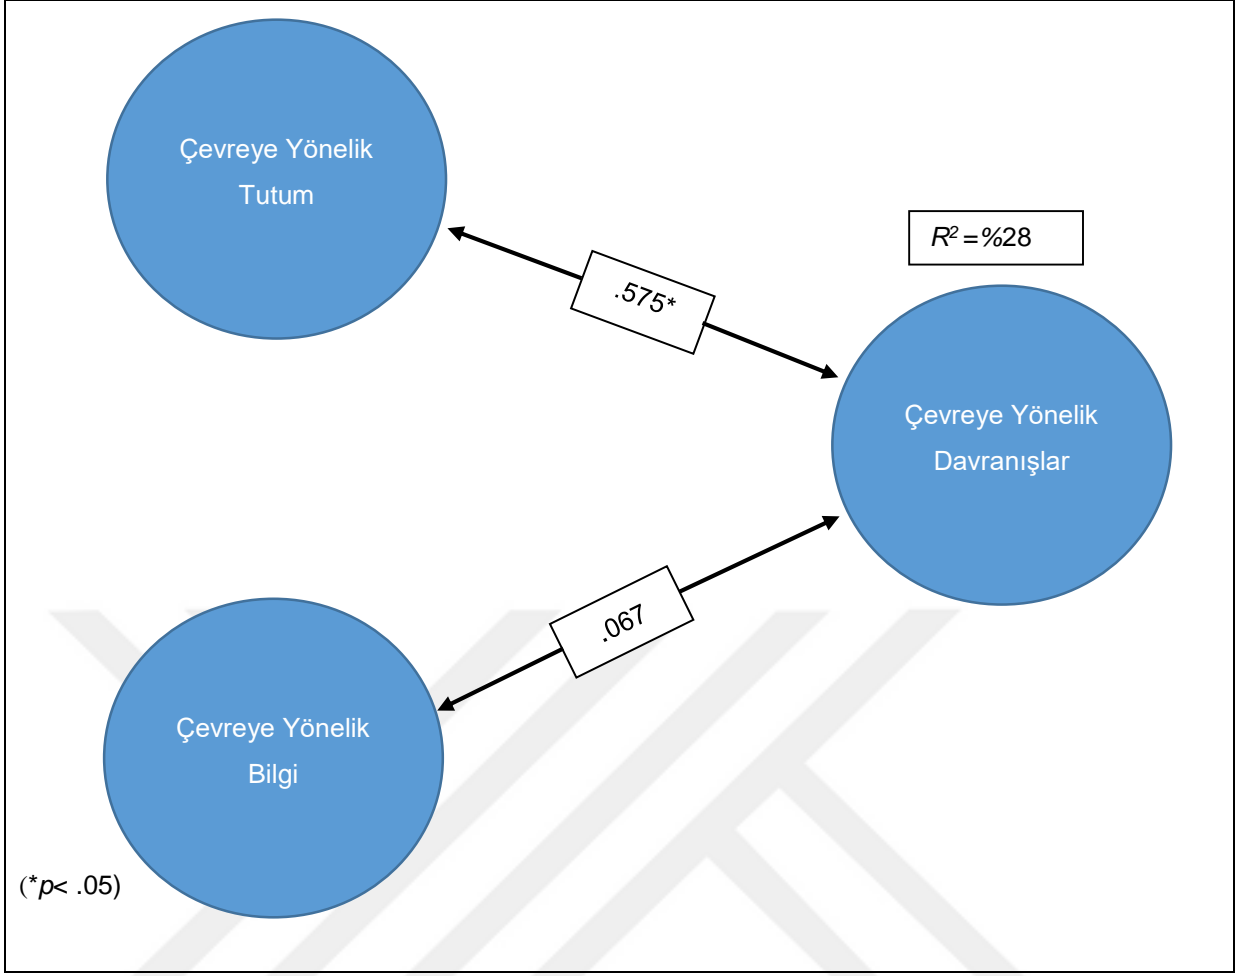 Çevreye Yönelik
Tutum
R² =%28
.575*
Çevreye Yönelik
Davranışlar
.067
Çevreye Yönelik
Bilgi
(*p< .05)